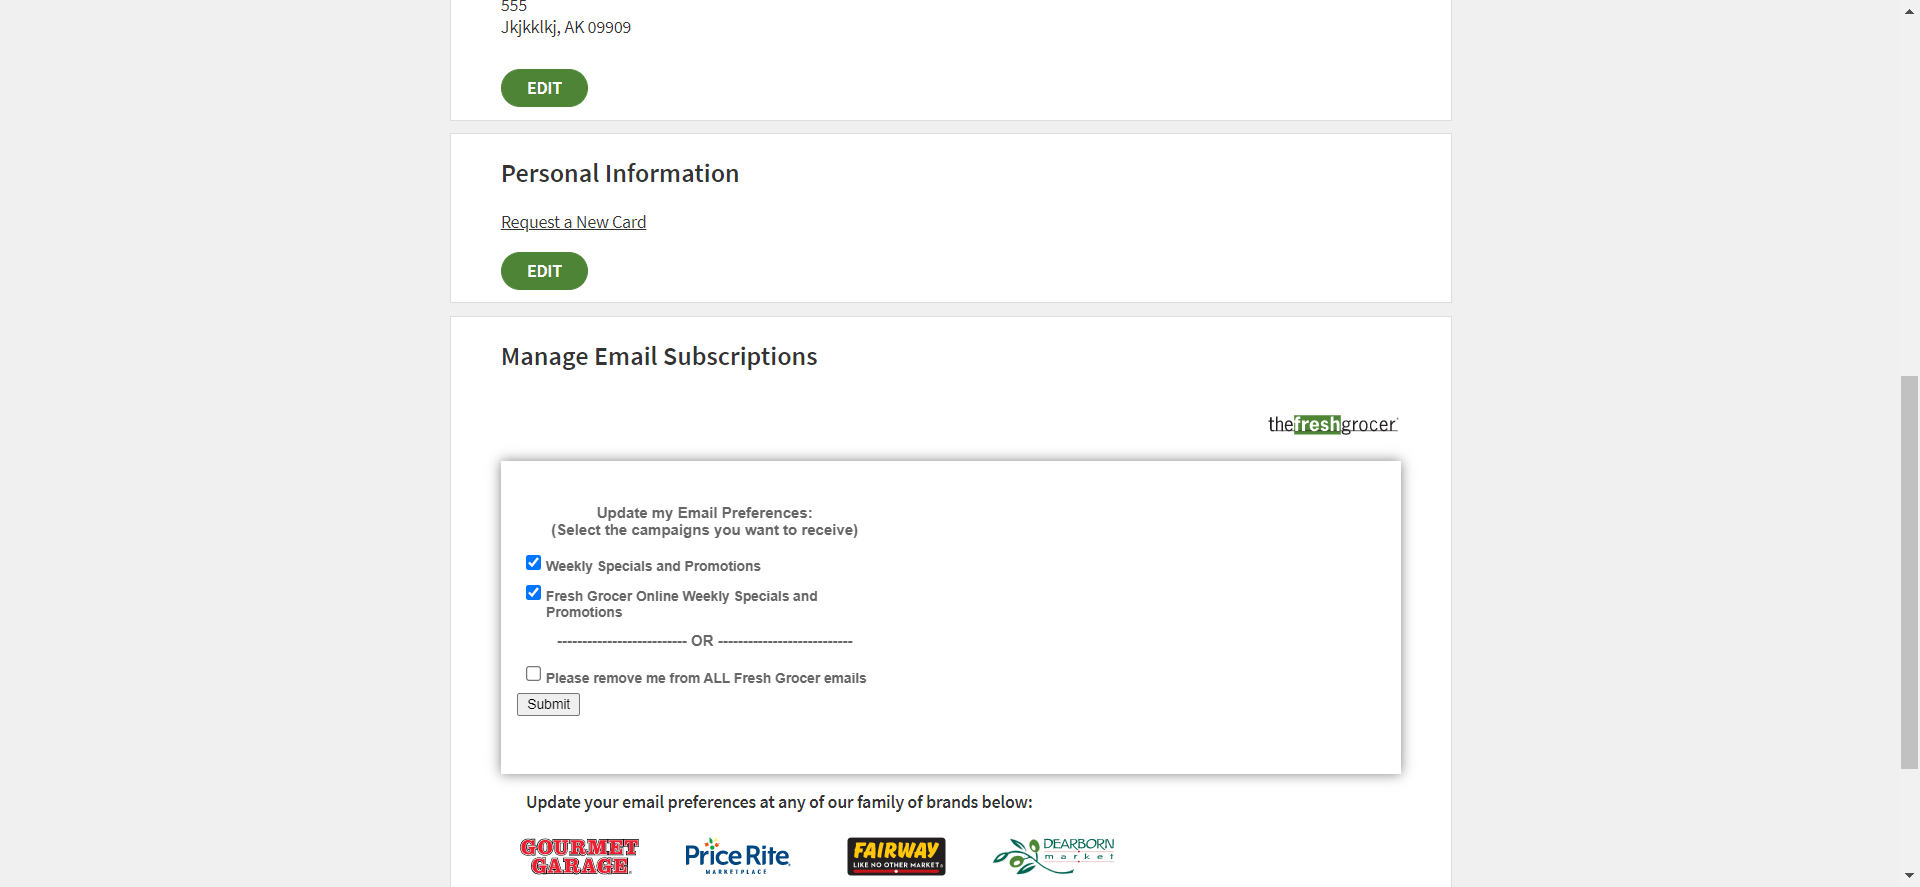 555
Jkjkklkj, AK 09909
EDIT
Personal Information
Request a New Card
EDIT
Manage Email Subscriptions
thefreshgrocer
Update my Email Preferences:
(Select the campaigns you want to receive)
Weekly Specials and Promotions
Fresh Grocer Online Weekly Specials and
Promotions
-------------------------- OR ---------------------------
Please remove me from ALL Fresh Grocer emails
Submit
Update your email preferences at any of our family of brands below:
GOURMET
GARAGE
Price Rite
MARKETPLACE
FAIRWAY
LIKE NO OTHER MARKET
DEARBORN
market